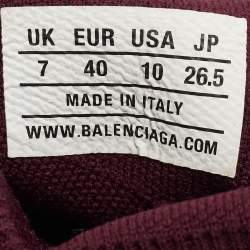 UK EUR USA JP
7 40 10 26.5
MADE IN ITALY
WWW.BALENCIAGA.COM